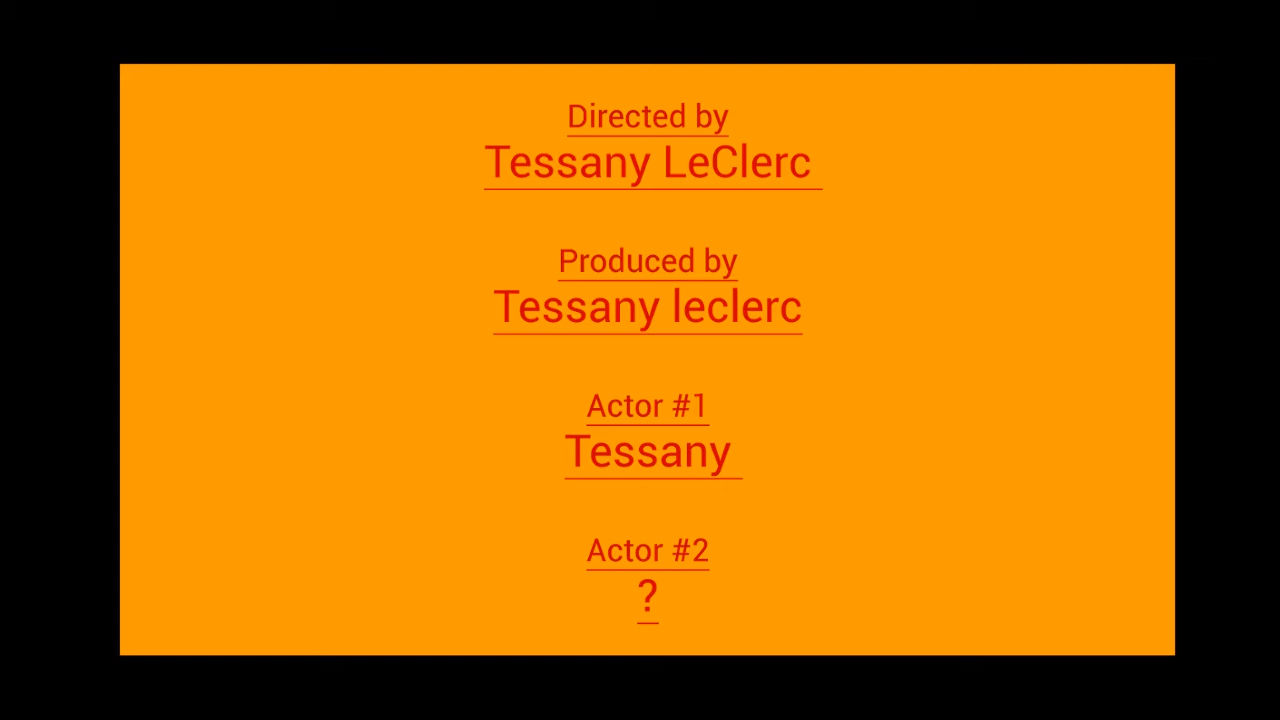 Directed by
Tessany LeClerc
Produced by
Tessany leclerc
Actor #1
Tessany
Actor #2
?